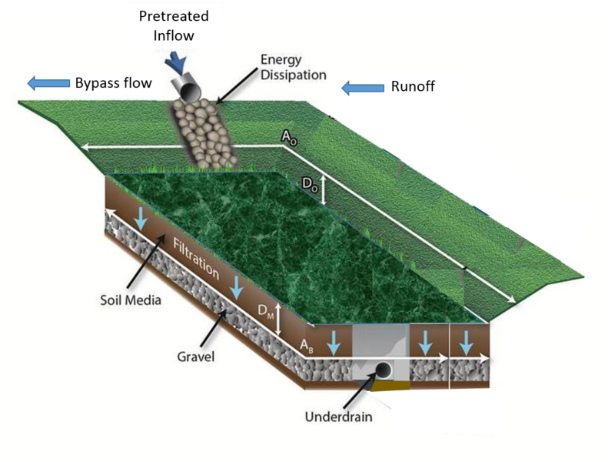 Pretreated
Inflow
Energy
Dissipation
Bypass flow
Runoff
AO
DO
Filtration
Soil Media
DM
Gravel
AB
Underdrain